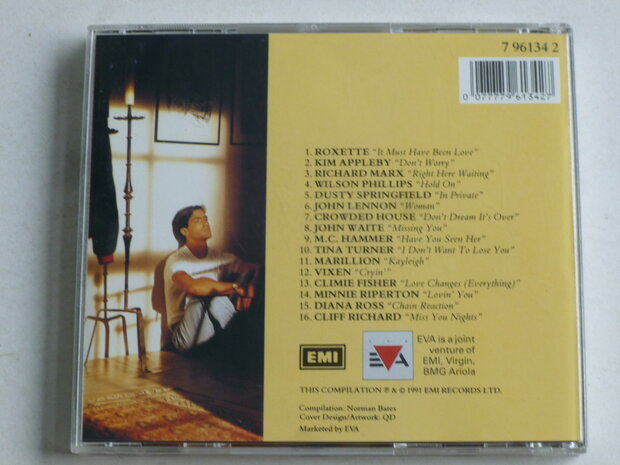 7 96134 2
0 077779 613427
1. ROXETTE "It Must Have Been Love"
2. KIM APPLEBY "Don't Worry"
3. RICHARD MARX "Right Here Waiting"
4. WILSON PHILLIPS "Hold On"
5. DUSTY SPRINGFIELD "In Private"
6. JOHN LENNON "Woman"
7. CROWDED HOUSE "Don't Dream It's Over"
8. JOHN WAITE "Missing You"
9. M.C. HAMMER "Have You Seen Her"
10. TINA TURNER "I Don't Want To Lose You"
11. MARILLION "Kayleigh"
12. VIXEN "Cryin'"
13. CLIMIE FISHER "Love Changes (Everything)"
14. MINNIE RIPERTON "Lovin' You"
15. DIANA ROSS "Chain Reaction"
16. CLIFF RICHARD "Miss You Nights"
EMI
EVA
EVA is a joint
venture of
EMI, Virgin,
BMG Ariola
THIS COMPILATION ℗ & © 1991 EMI RECORDS LTD.
Compilation: Norman Bates
Cover Design/Artwork: QD
Marketed by EVA